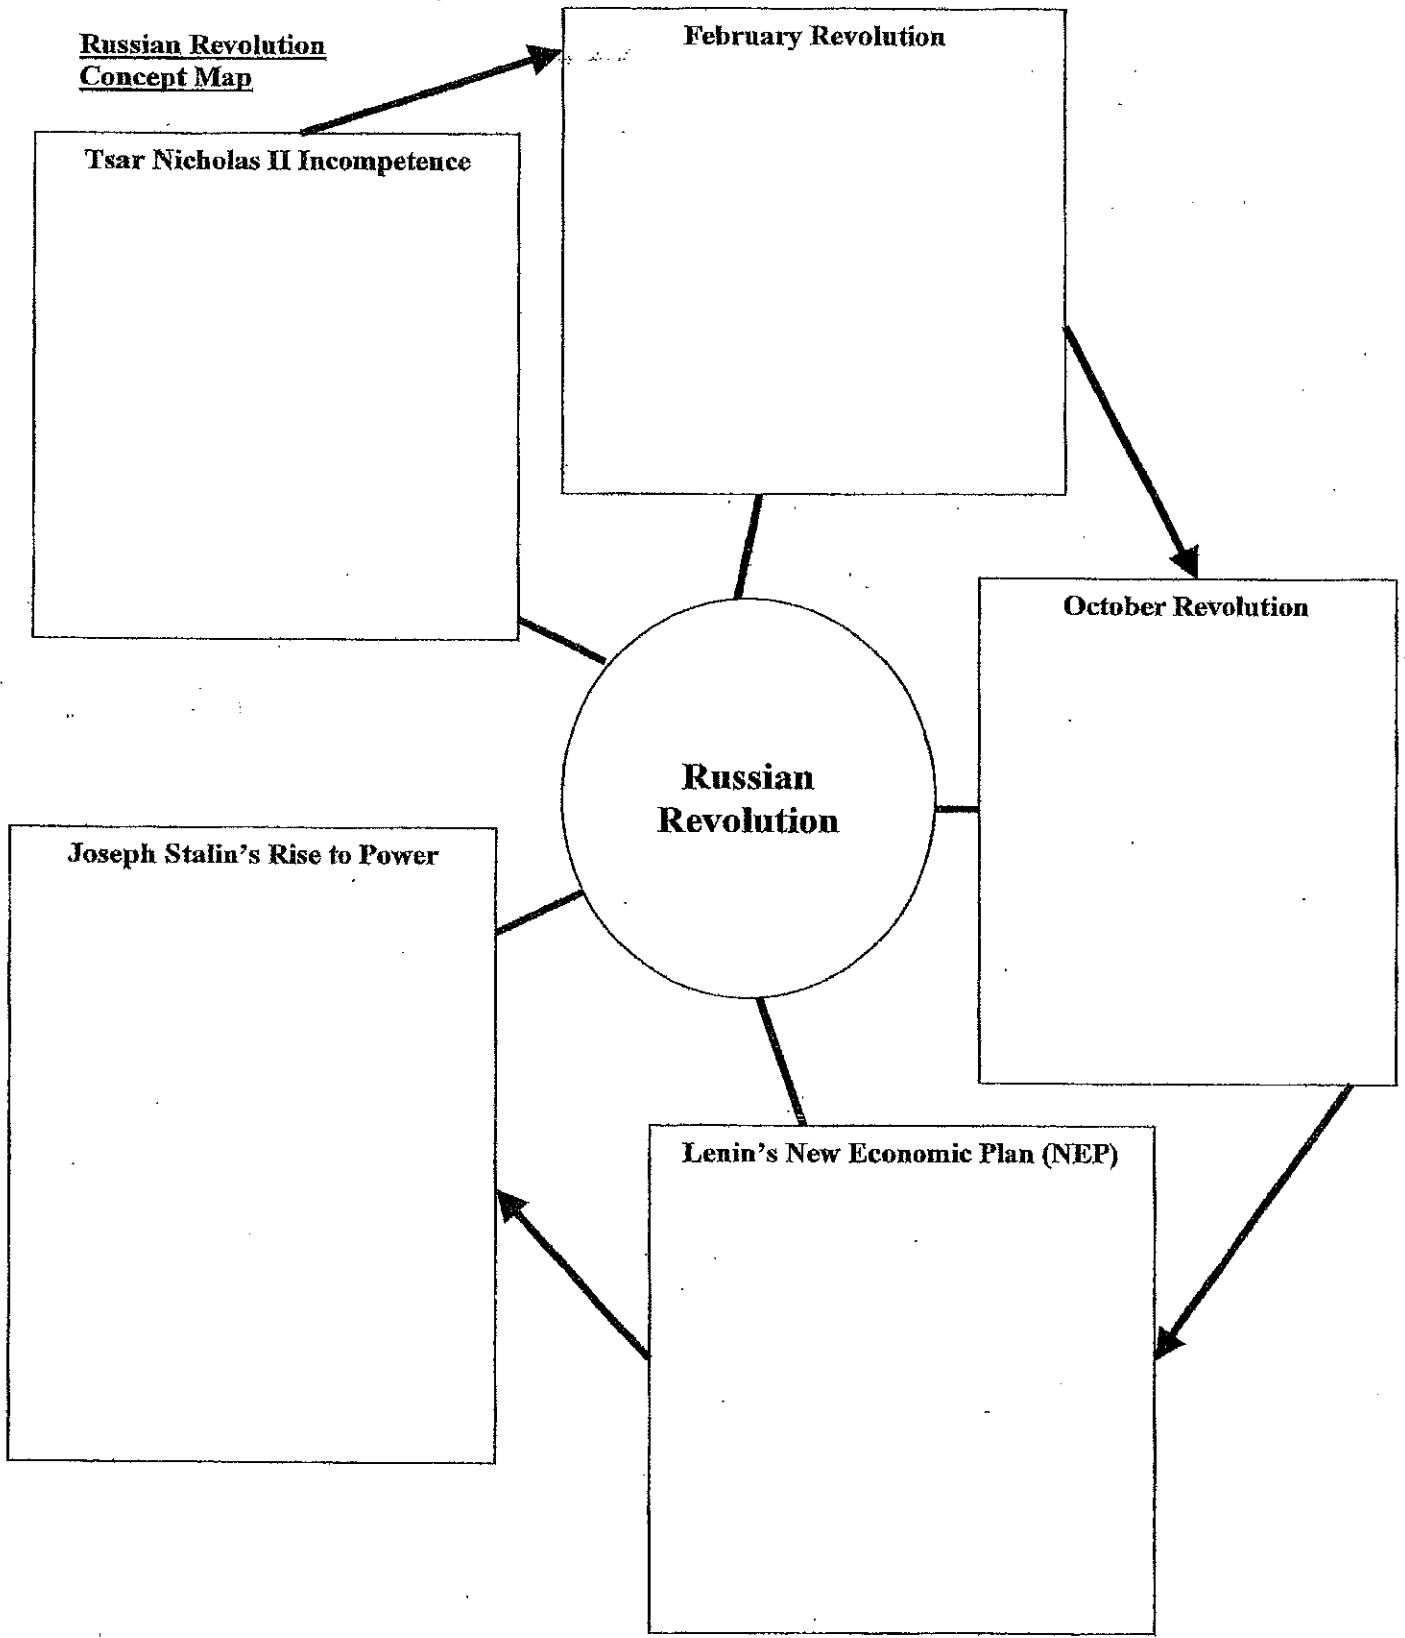 Russian Revolution
Concept Map
Tsar Nicholas II Incompetence
February Revolution
October Revolution
Russian
Revolution
Joseph Stalin's Rise to Power
Lenin's New Economic Plan (NEP)